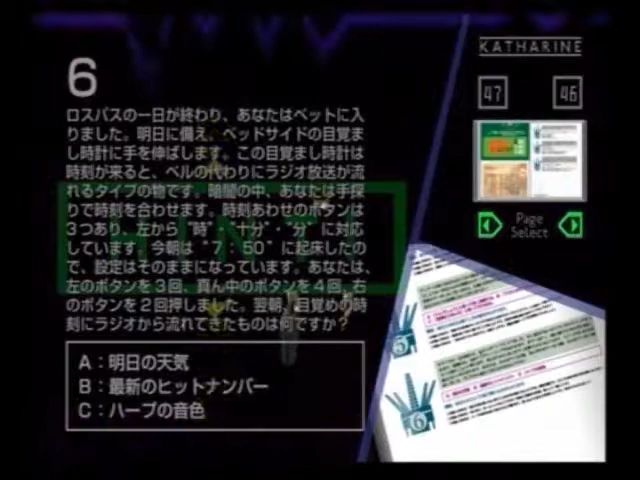 KATHARINE
6
47
46
ロスパスの一日が終わり、あなたはベットに入
りました。明日に備え、ベッドサイドの目覚ま
し時計に手を伸ばします。この目覚まし時計は
時刻が来ると、ベルの代わりにラジオ放送が流
れるタイプの物です。暗闇の中、あなたは手探
りで時刻を合わせます。時刻あわせのボタンは
3つあり、左から“時”・“十分”・“分”に対応
しています。今朝は“7：50”に起床したの
で、設定はそのままになっています。あなたは、
左のボタンを3回、真ん中のボタンを4回、右
のボタンを2回押しました。翌朝、目覚めの時
刻にラジオから流れてきたものは何ですか？
Page
Select
A：明日の天気
B：最新のヒットナンバー
C：ハープの音色
5
6